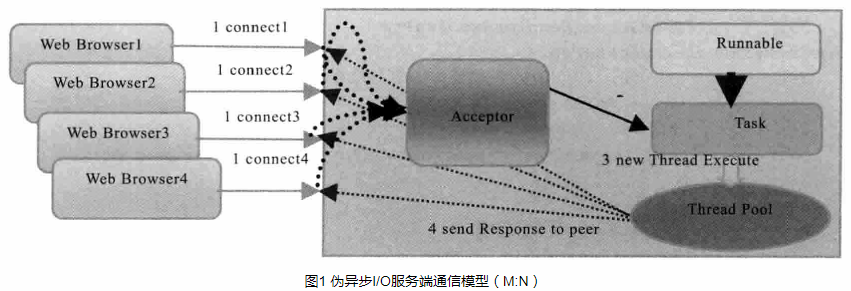 Web Browser1
1 connect1
Web Browser2
1 connect2
Web Browser3
1 connect3
Web Browser4
1 connect4
Acceptor
Runnable
Task
3 new Thread Execute
Thread Pool
4 send Response to peer
图1 伪异步I/O服务端通信模型（M:N）